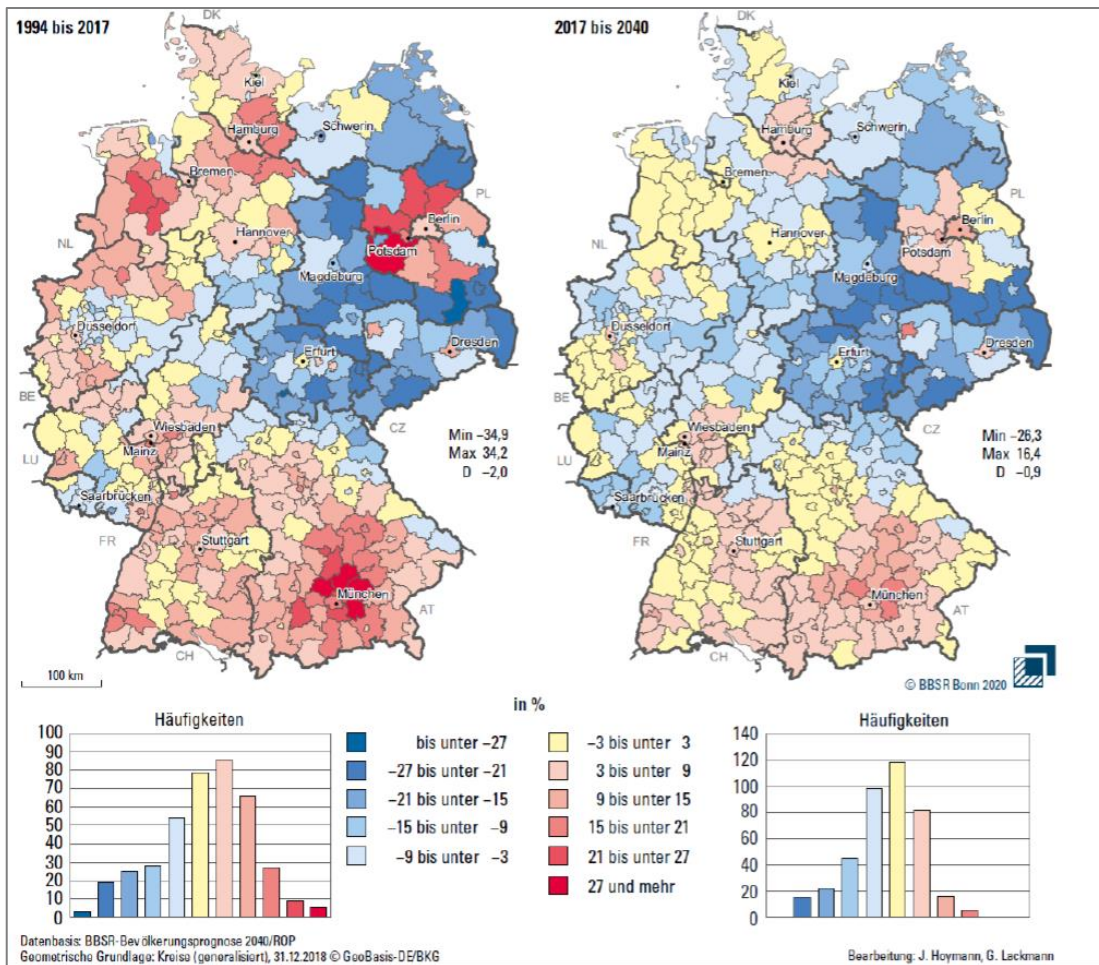 1994 bis 2017
DK
Kiel
Hamburg
Schwerin
Bremen
PL
Berlin
NL
Hannover
Potsdam
Magdeburg
Düsseldorf
Erfurt
Dresden
BE
Wiesbaden
CZ
Mainz
LU
Saarbrücken
FR
Stuttgart
München
AT
CH
100 km
Min –34,9
Max 34,2
D –2,0
2017 bis 2040
DK
Kiel
Hamburg
Schwerin
Bremen
PL
Berlin
NL
Hannover
Potsdam
Magdeburg
Düsseldorf
Erfurt
Dresden
BE
Wiesbaden
CZ
Mainz
LU
Saarbrücken
FR
Stuttgart
München
AT
CH
Min –26,3
Max 16,4
D –0,9
© BBSR Bonn 2020
Häufigkeiten
100
90
80
70
60
50
40
30
20
10
0
in %
bis unter –27
–27 bis unter –21
–21 bis unter –15
–15 bis unter –9
–9 bis unter –3
–3 bis unter 3
3 bis unter 9
9 bis unter 15
15 bis unter 21
21 bis unter 27
27 und mehr
Häufigkeiten
140
120
100
80
60
40
20
0
Datenbasis: BBSR-Bevölkerungsprognose 2040/ROP
Geometrische Grundlage: Kreise (generalisiert), 31.12.2018 © GeoBasis-DE/BKG
Bearbeitung: J. Hoymann, G. Lackmann